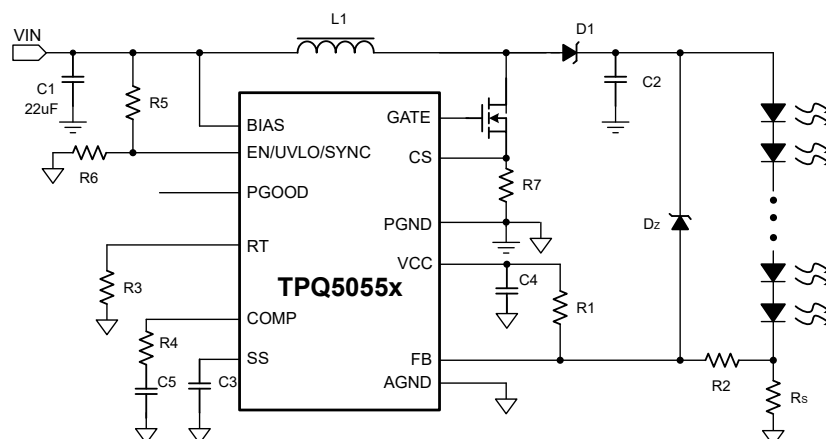 VIN
L1
D1
C1
22uF
R5
C2
BIAS
GATE
EN/UVLO/SYNC
CS
R6
R7
PGOOD
PGND
Dz
RT
VCC
TPQ5055x
C4
R3
R1
COMP
R4
SS
FB
C5
C3
R2
AGND
Rs